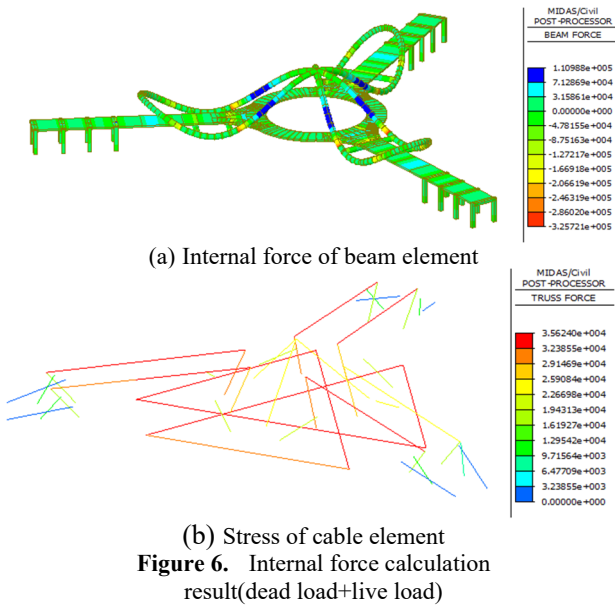 MIDAS/Civil
POST-PROCESSOR
BEAM FORCE
1.10988e+005
7.12869e+004
3.15861e+004
0.00000e+000
-4.78155e+004
-8.75163e+004
-1.27217e+005
-1.66918e+005
-2.06619e+005
-2.46319e+005
-2.86020e+005
-3.25721e+005
(a) Internal force of beam element
MIDAS/Civil
POST-PROCESSOR
TRUSS FORCE
3.56240e+004
3.23855e+004
2.91469e+004
2.59084e+004
2.26698e+004
1.94313e+004
1.61927e+004
1.29542e+004
9.71564e+003
6.47709e+003
3.23855e+003
0.00000e+000
(b) Stress of cable element
Figure 6. Internal force calculation
result(dead load+live load)